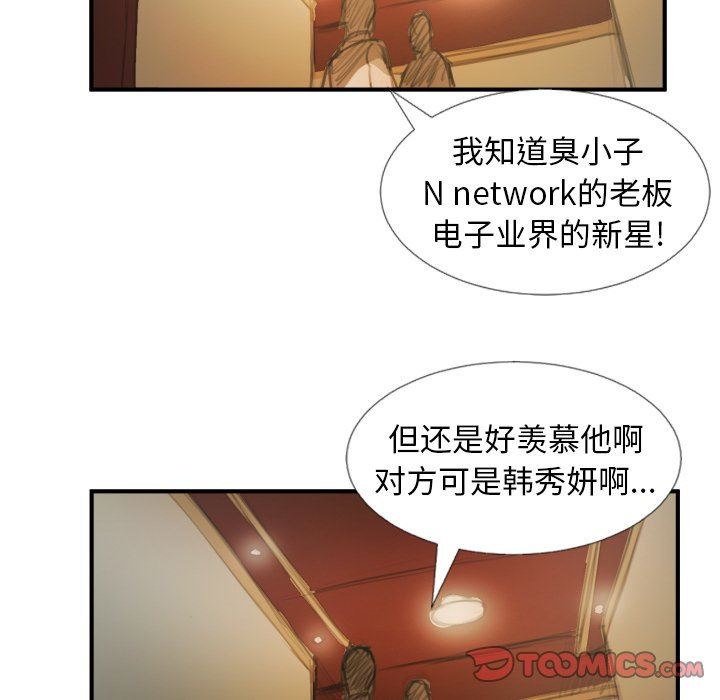 我知道臭小子
N network的老板
电子业界的新星!
但还是好羡慕他啊
对方可是韩秀妍啊...
TOOMICS.COM